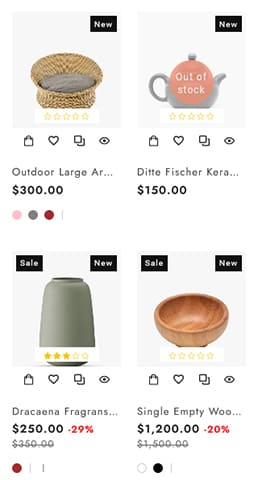 New
New
Out of
stock
Outdoor Large Ar...
Ditte Fischer Kera...
$300.00
$150.00
Sale
New
Sale
New
Dracaena Fragrans...
Single Empty Woo...
$250.00 -29%
$1,200.00 -20%
$350.00
$1,500.00